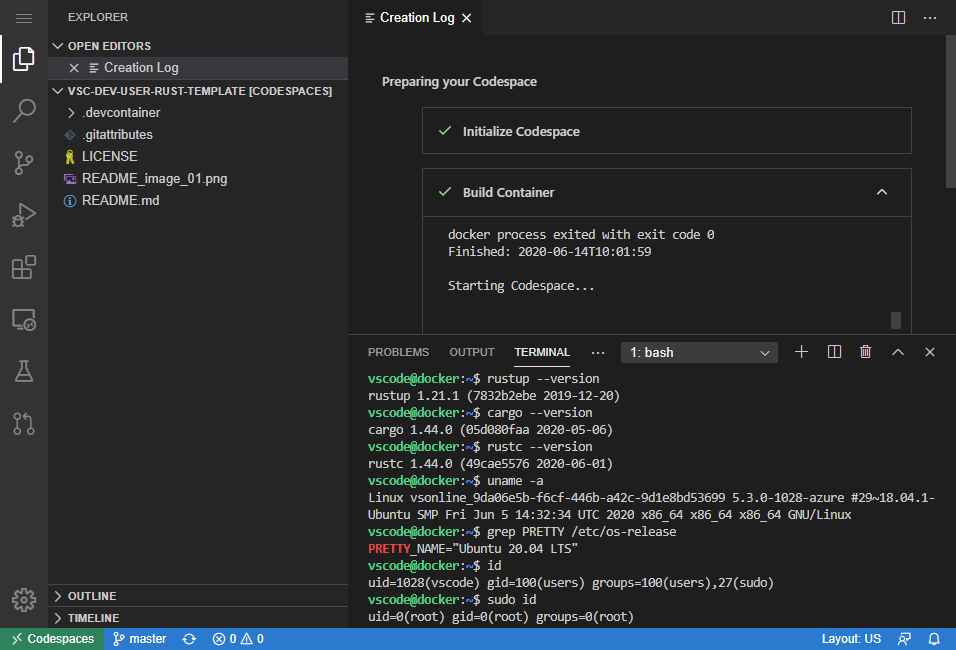 EXPLORER
OPEN EDITORS
Creation Log
VSC-DEV-USER-RUST-TEMPLATE [CODESPACES]
.devcontainer
.gitattributes
LICENSE
README_image_01.png
README.md
OUTLINE
TIMELINE
Creation Log
Preparing your Codespace
Initialize Codespace
Build Container
docker process exited with exit code 0
Finished: 2020-06-14T10:01:59
Starting Codespace...
PROBLEMS OUTPUT TERMINAL ··· 1: bash
vscode@docker:~$ rustup --version
rustup 1.21.1 (7832b2ebe 2019-12-20)
vscode@docker:~$ cargo --version
cargo 1.44.0 (05d080faa 2020-05-06)
vscode@docker:~$ rustc --version
rustc 1.44.0 (49cae5576 2020-06-01)
vscode@docker:~$ uname -a
Linux vsonline_9da06e5b-f6cf-446b-a42c-9d1e8bd53699 5.3.0-1028-azure #29~18.04.1-
Ubuntu SMP Fri Jun 5 14:32:34 UTC 2020 x86_64 x86_64 x86_64 GNU/Linux
vscode@docker:~$ grep PRETTY /etc/os-release
PRETTY_NAME="Ubuntu 20.04 LTS"
vscode@docker:~$ id
uid=1028(vscode) gid=100(users) groups=100(users),27(sudo)
vscode@docker:~$ sudo id
uid=0(root) gid=0(root) groups=0(root)
Codespaces master 0 0 Layout: US